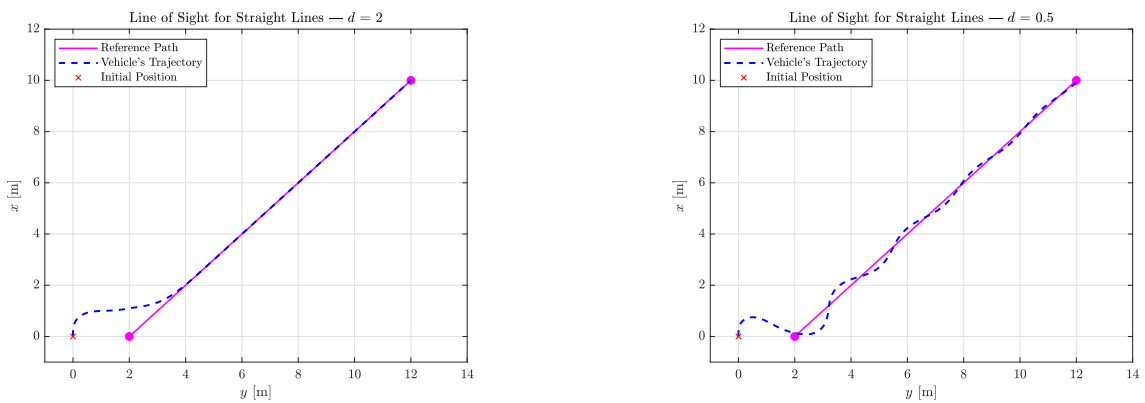 Line of Sight for Straight Lines — d = 2
12
Reference Path
Vehicle's Trajectory
10
Initial Position
8
6
4
2
0
0 2 4 6 8 10 12 14
x [m]
y [m]
Line of Sight for Straight Lines — d = 0.5
12
Reference Path
Vehicle's Trajectory
10
Initial Position
8
6
4
2
0
0 2 4 6 8 10 12 14
x [m]
y [m]